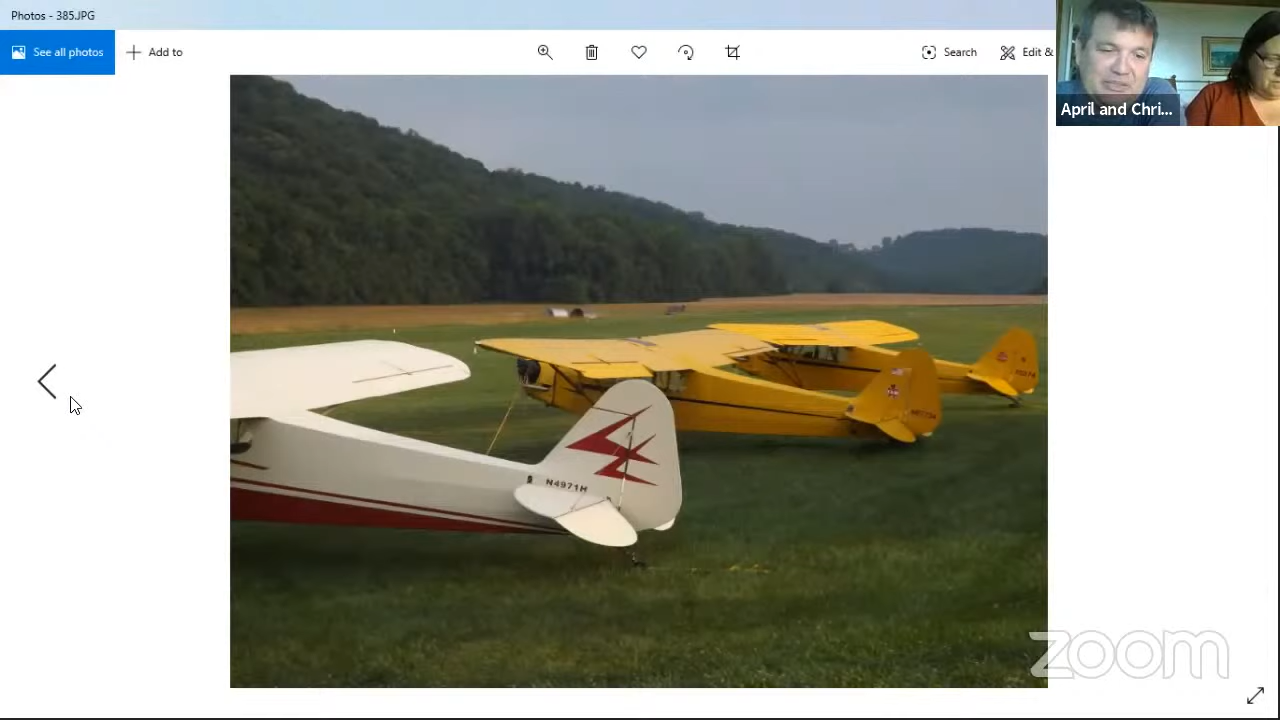 Photos - 385.JPG
See all photos
Add to
Search
Edit &
April and Chri...
N4971H
zoom